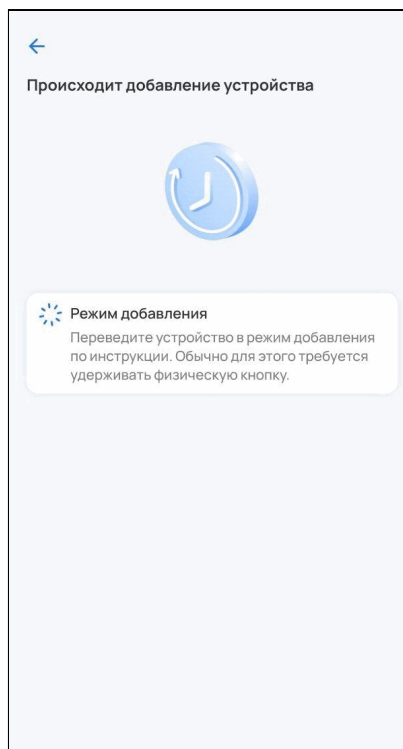 Происходит добавление устройства
Режим добавления
Переведите устройство в режим добавления
по инструкции. Обычно для этого требуется
удерживать физическую кнопку.